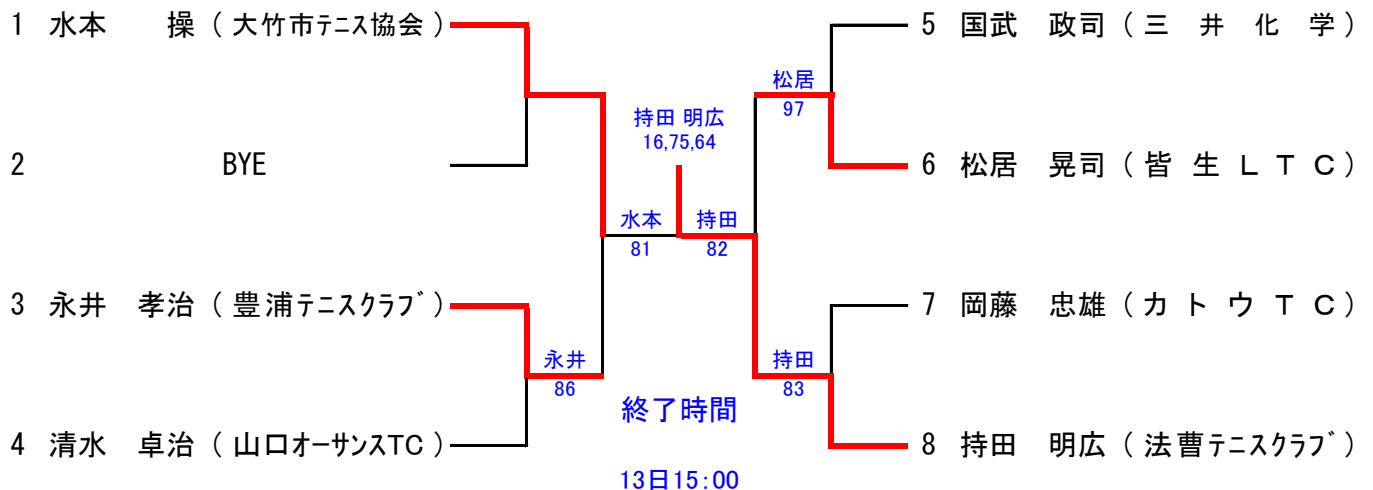 1 水本　操 ( 大竹市テニス協会 )
2 BYE
3 永井　孝治 ( 豊浦テニスクラブ )
4 清水　卓治 ( 山口オーサンスTC )
永井
86
水本
81
持田 明広
16,75,64
持田
82
松居
97
持田
83
5 国武　政司 ( 三 井 化 学 )
6 松居　晃司 ( 皆 生 L T C )
7 岡藤　忠雄 ( カ ト ウ T C )
8 持田　明広 ( 法曹テニスクラブ )
終了時間
13日15:00